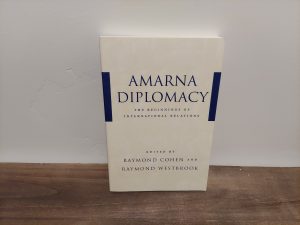 AMARNA
DIPLOMACY
THE BEGINNINGS OF
INTERNATIONAL RELATIONS
EDITED BY
RAYMOND COHEN AND
RAYMOND WESTBROOK